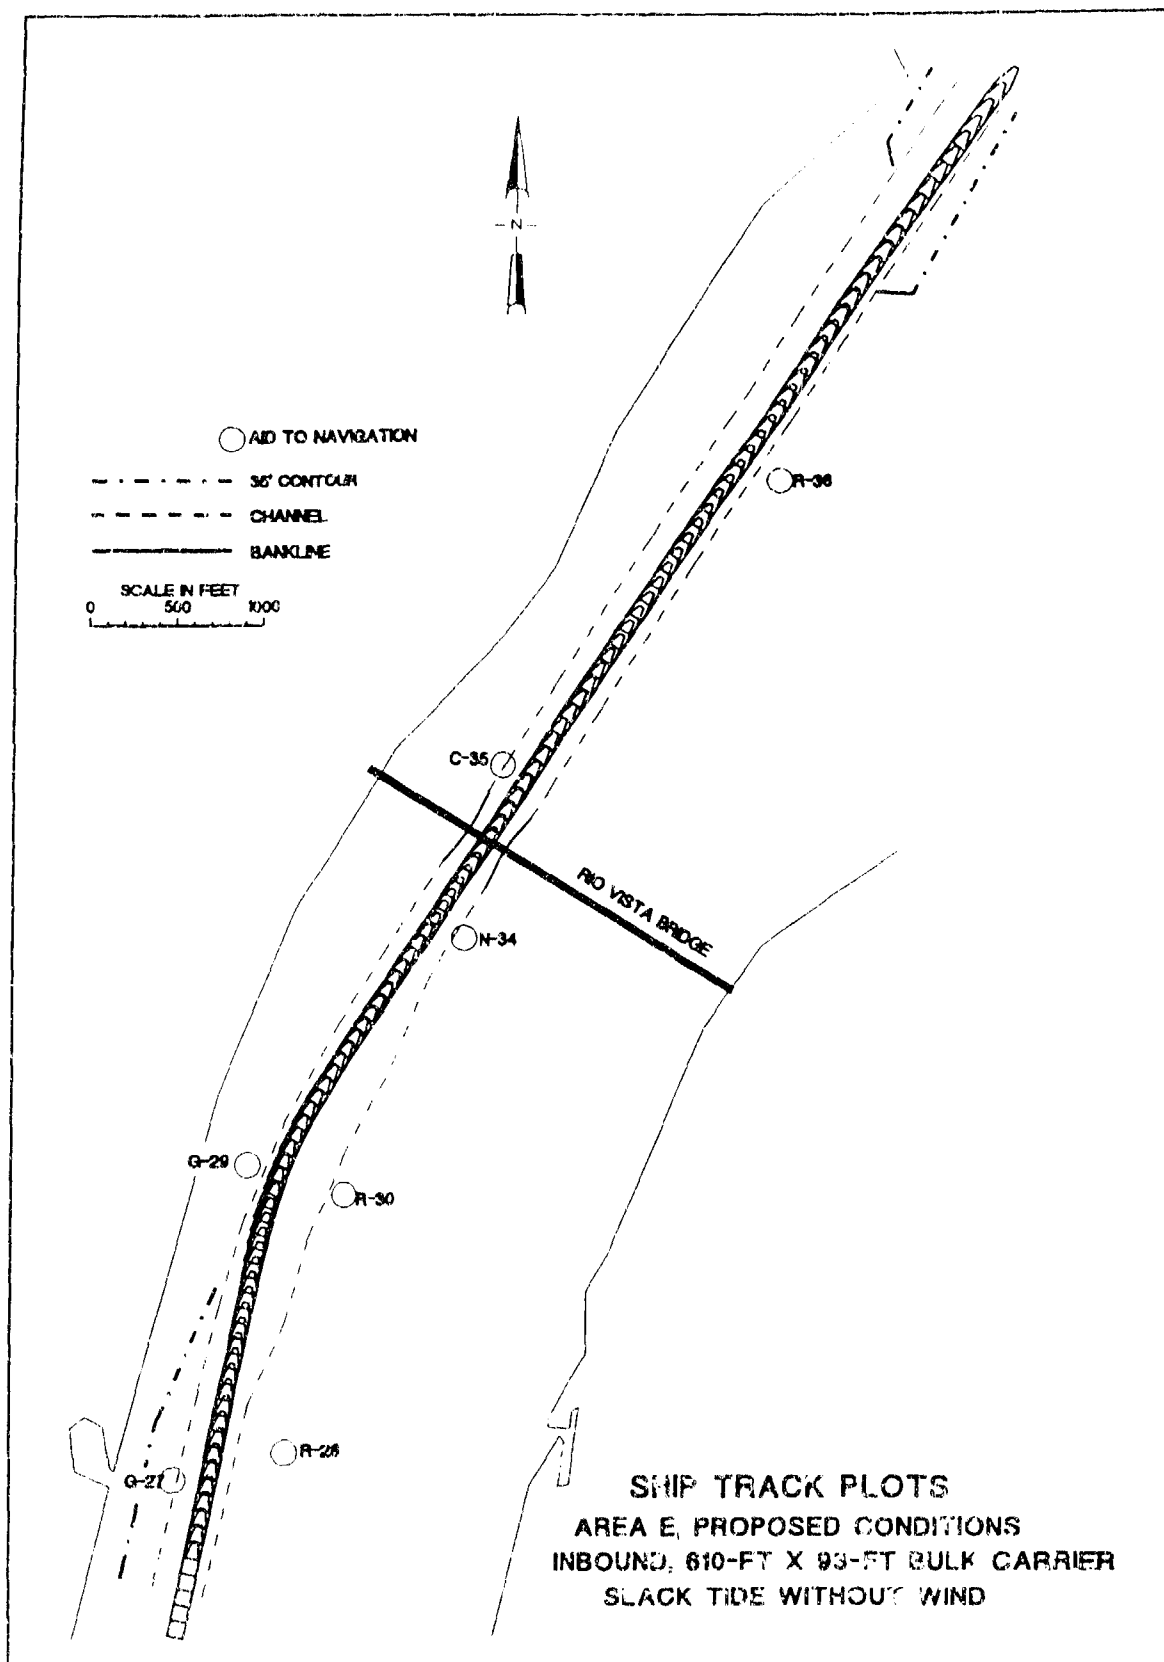 N
AID TO NAVIGATION
35' CONTOUR
CHANNEL
BANKLINE
SCALE IN FEET
0 500 1000
R-36
C-35
RIO VISTA BRIDGE
N-34
G-29
R-30
R-28
G-27
SHIP TRACK PLOTS
AREA E, PROPOSED CONDITIONS
INBOUND, 610-FT X 93-FT BULK CARRIER
SLACK TIDE WITHOUT WIND